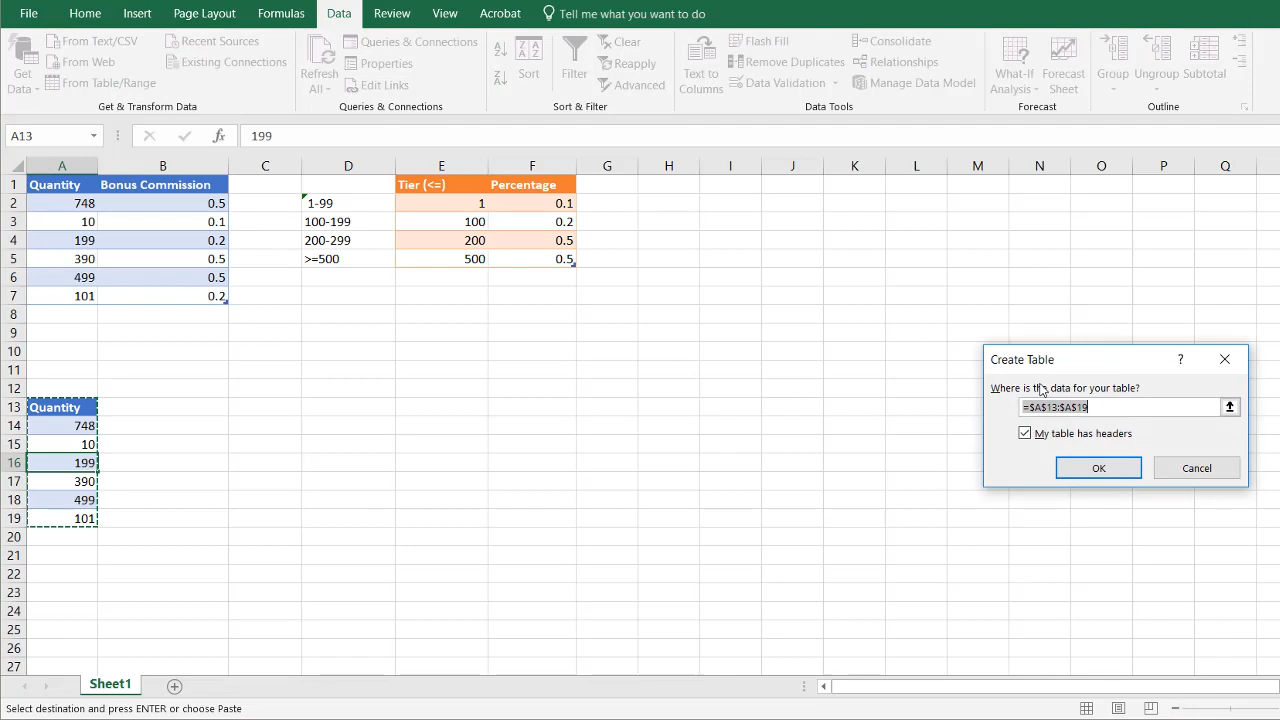 File Home Insert Page Layout Formulas Data Review View Acrobat Tell me what you want to do
Get Data
From Text/CSV
From Web
From Table/Range
Recent Sources
Existing Connections
Get & Transform Data
Refresh All
Queries & Connections
Properties
Edit Links
Queries & Connections
Sort
Filter
Clear
Reapply
Advanced
Sort & Filter
Text to Columns
Flash Fill
Remove Duplicates
Data Validation
Consolidate
Relationships
Manage Data Model
Data Tools
What-If Analysis
Forecast Sheet
Forecast
Group
Ungroup
Subtotal
Outline
A13 fx 199
A B C D E F G H I J K L M N O P Q
1 Quantity Bonus Commission Tier (<=) Percentage
2 748 0.5 1-99 1 0.1
3 10 0.1 100-199 100 0.2
4 199 0.2 200-299 200 0.5
5 390 0.5 >=500 500 0.5
6 499 0.5
7 101 0.2
8
9
10
11
12
13 Quantity
14 748
15 10
16 199
17 390
18 499
19 101
20
21
22
23
24
25
26
27
Create Table ?
Where is the data for your table?
=$A$13:$A$19
My table has headers
OK Cancel
Sheet1
Select destination and press ENTER or choose Paste